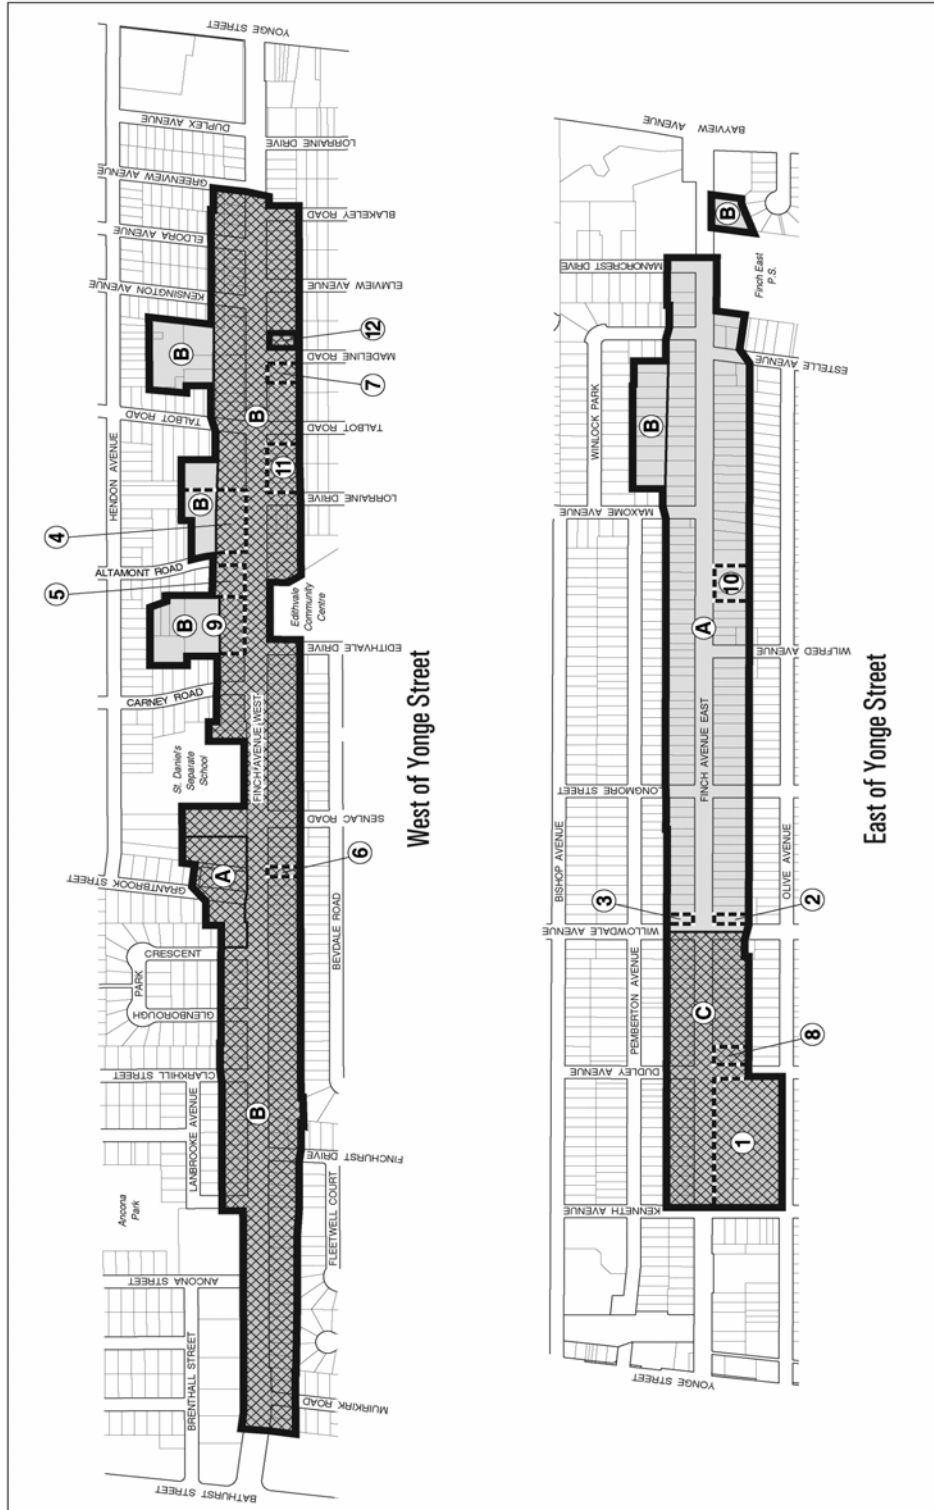 YONGE STREET
DUPLEX AVENUE
LORRAINE DRIVE
GREENVIEW AVENUE
BLAKELEY ROAD
ELDORA AVENUE
ELMVIEW AVENUE
KENSINGTON AVENUE
B
12
MADELINE ROAD
7
B
TALBOT ROAD
TALBOT ROAD
HENDON AVENUE
11
B
LORRAINE DRIVE
4
ALTAMONT ROAD
5
Edithvale
Community
Centre
B
9
EDITHVALE DRIVE
CARNEY ROAD
FINCH AVENUE WEST
St. Daniel's
Separate
School
SENLAC ROAD
6
A
GRANTBROOK STREET
BEVDALE ROAD
CRESCENT
PARK
GLENBOROUGH
CLARKHILL STREET
LANBROOKE AVENUE
B
FINCHURST DRIVE
Ancona
Park
FLEETWELL COURT
ANCONA STREET
BRENTHALL STREET
MUIRKIRK ROAD
BATHURST STREET
West of Yonge Street
BAYVIEW AVENUE
B
MANORCREST DRIVE
Finch East
P.S.
ESTELLE AVENUE
WINLOCK PARK
B
MAXOME AVENUE
10
A
WILFRED AVENUE
FINCH AVENUE EAST
LONGMORE STREET
BISHOP AVENUE
OLIVE AVENUE
3
2
WILLOWDALE AVENUE
PEMBERTON AVENUE
C
8
DUDLEY AVENUE
1
KENNETH AVENUE
YONGE STREET
East of Yonge Street